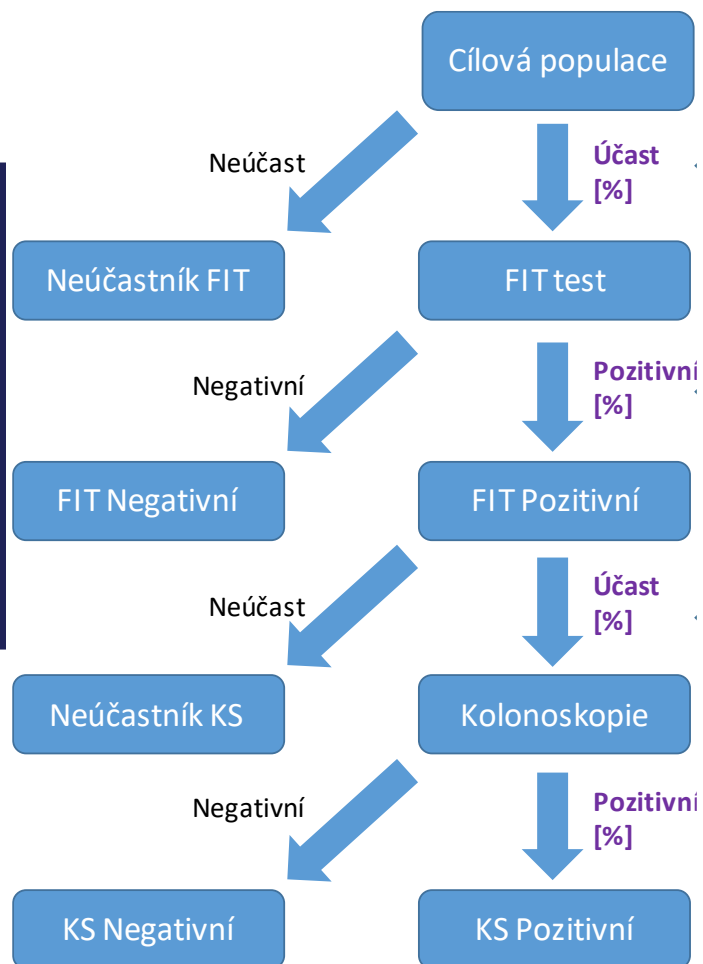 Cílová populace
Neúčast
Účast
[%]
Neúčastník FIT
FIT test
Negativní
Pozitivní
[%]
FIT Negativní
FIT Pozitivní
Neúčast
Účast
[%]
Neúčastník KS
Kolonoskopie
Negativní
Pozitivní
[%]
KS Negativní
KS Pozitivní